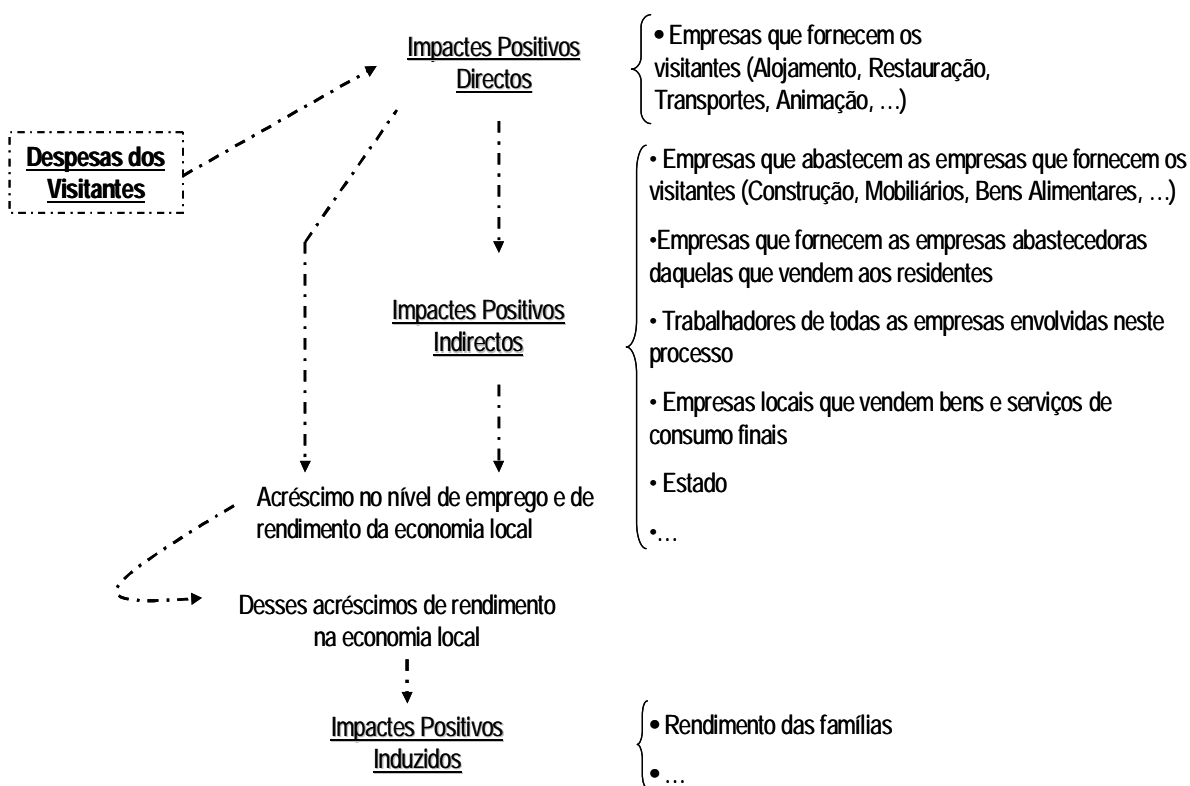 Impactes Positivos
Directos
• Empresas que fornecem os
visitantes (Alojamento, Restauração,
Transportes, Animação, …)
Despesas dos
Visitantes
• Empresas que abastecem as empresas que fornecem os
visitantes (Construção, Mobiliários, Bens Alimentares, …)
•Empresas que fornecem as empresas abastecedoras
daquelas que vendem aos residentes
Impactes Positivos
Indirectos
• Trabalhadores de todas as empresas envolvidas neste
processo
• Empresas locais que vendem bens e serviços de
consumo finais
• Estado
•…
Acréscimo no nível de emprego e de
rendimento da economia local
Desses acréscimos de rendimento
na economia local
Impactes Positivos
Induzidos
• Rendimento das famílias
• …